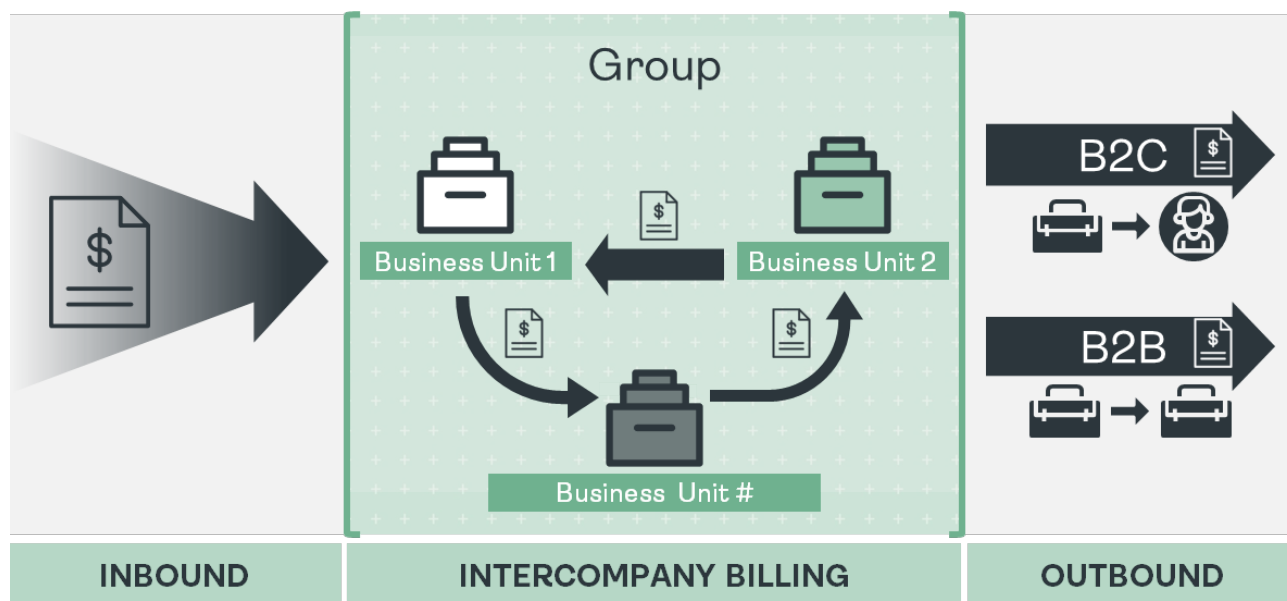 Group
$
$
Business Unit 1
Business Unit 2
$
$
Business Unit #
B2C
$
B2B
$
INBOUND
INTERCOMPANY BILLING
OUTBOUND